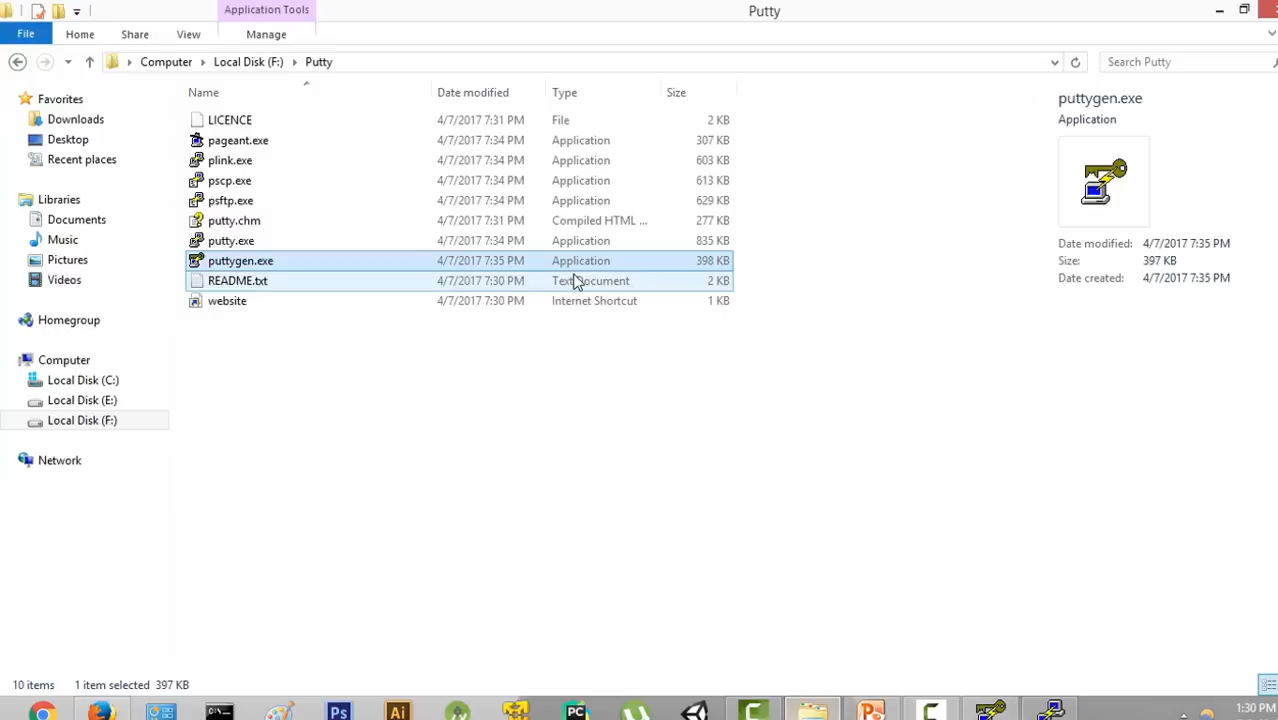 Application Tools Putty
File Home Share View Manage
Computer Local Disk (F:) Putty Search Putty
Name Date modified Type Size
LICENCE 4/7/2017 7:31 PM File 2 KB
pageant.exe 4/7/2017 7:34 PM Application 307 KB
plink.exe 4/7/2017 7:34 PM Application 603 KB
pscp.exe 4/7/2017 7:34 PM Application 613 KB
psftp.exe 4/7/2017 7:34 PM Application 629 KB
putty.chm 4/7/2017 7:31 PM Compiled HTML ... 277 KB
putty.exe 4/7/2017 7:34 PM Application 835 KB
puttygen.exe 4/7/2017 7:35 PM Application 398 KB
README.txt 4/7/2017 7:30 PM Text Document 2 KB
website 4/7/2017 7:30 PM Internet Shortcut 1 KB
Favorites
Downloads
Desktop
Recent places
Libraries
Documents
Music
Pictures
Videos
Homegroup
Computer
Local Disk (C:)
Local Disk (E:)
Local Disk (F:)
Network
puttygen.exe
Application
Date modified: 4/7/2017 7:35 PM
Size: 397 KB
Date created: 4/7/2017 7:35 PM
10 items 1 item selected 397 KB
Ps Ai PC
1:30 PM